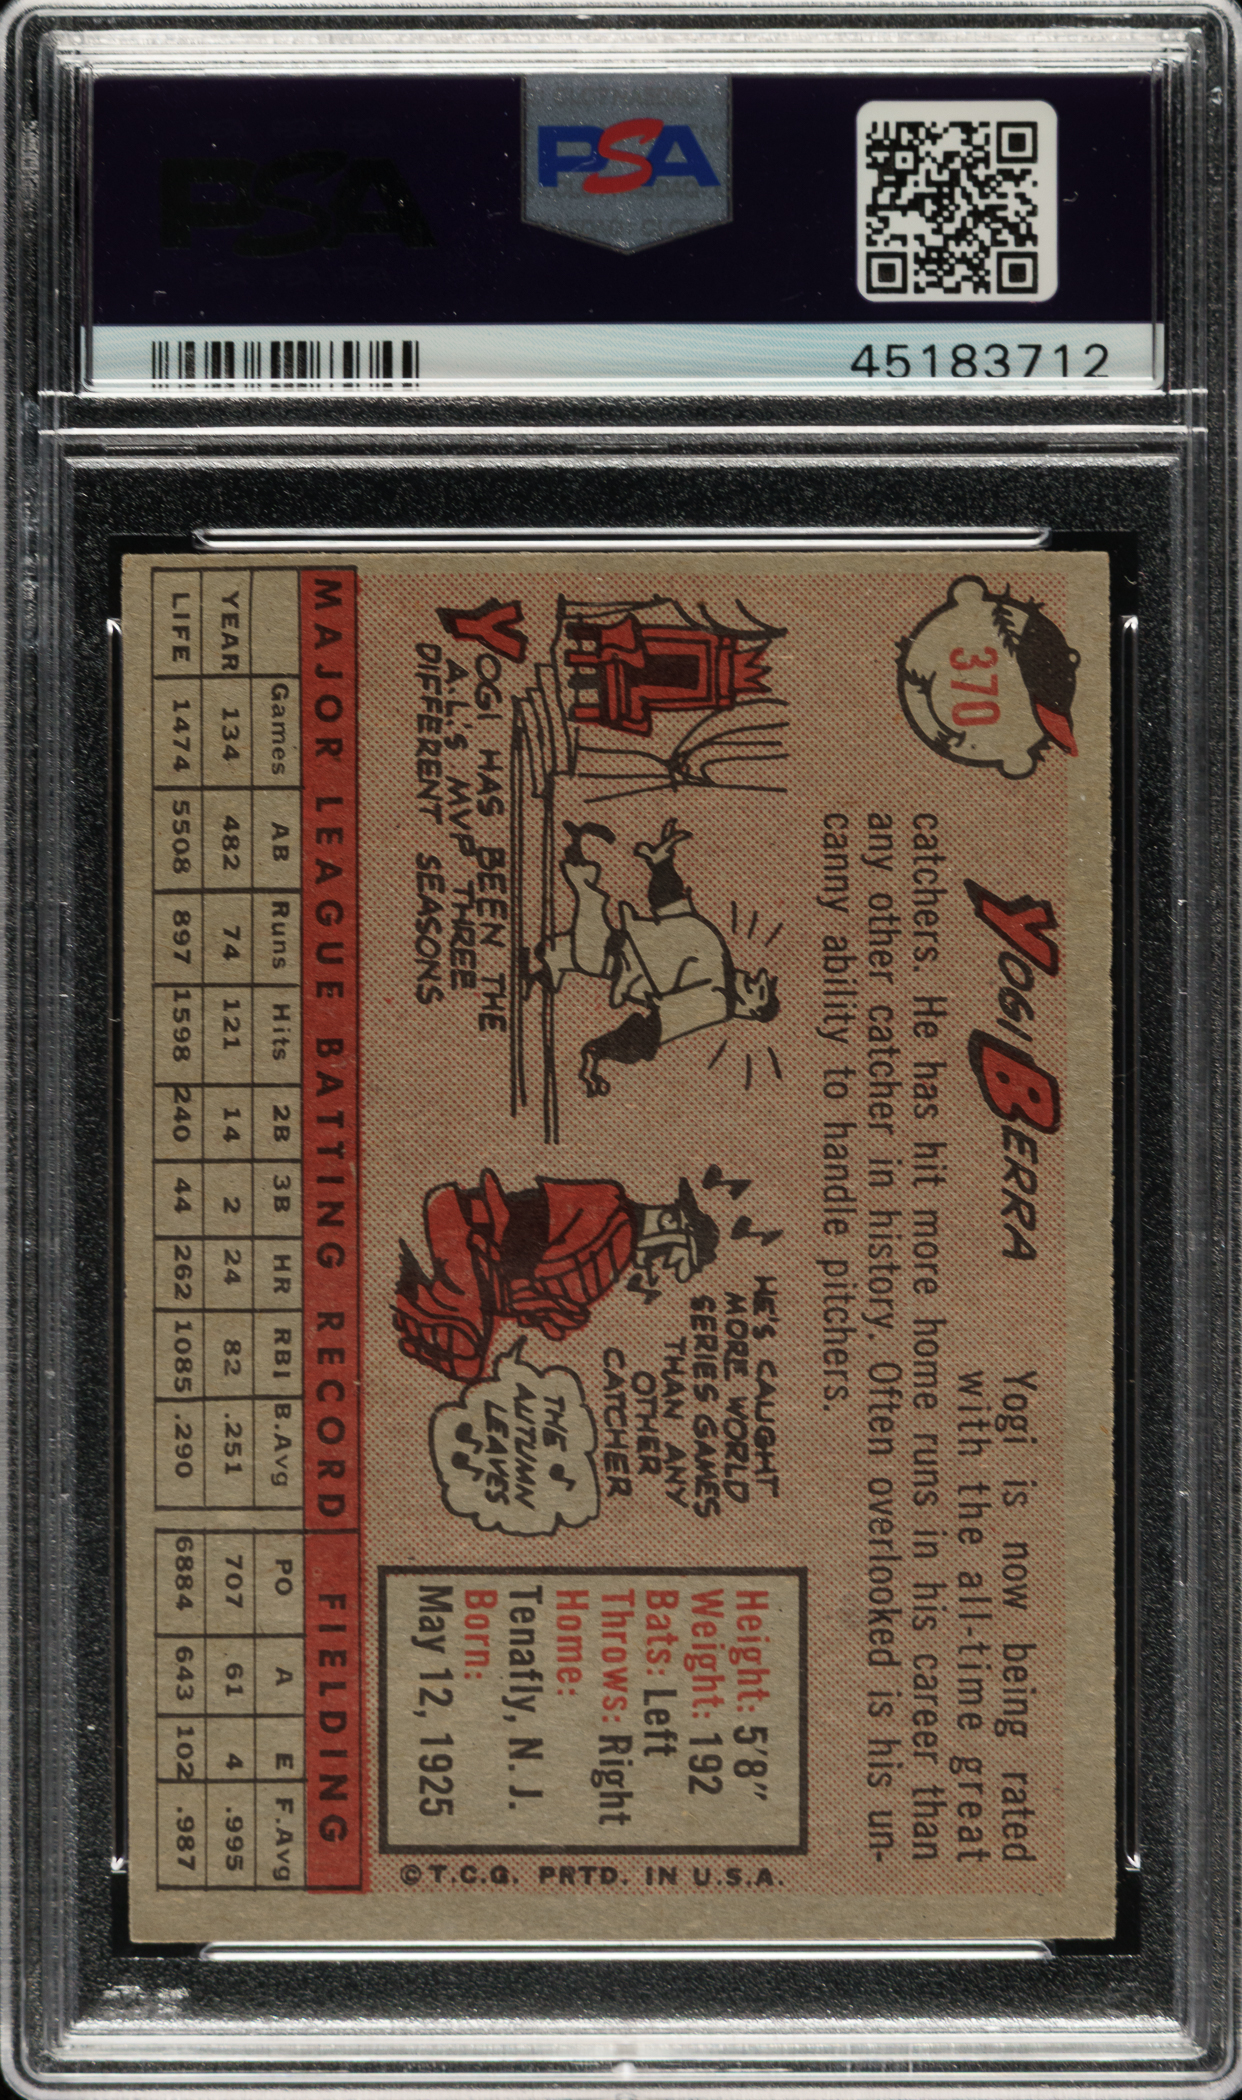 PSA
PSA
45183712
370
YOGI BERRA
Yogi is now being rated
with the all-time great
catchers. He has hit more home runs in his career than
any other catcher in history. Often overlooked is his un-
canny ability to handle pitchers.
YOGI HAS BEEN THE
A.L.'S MVP THREE
DIFFERENT SEASONS
HE'S CAUGHT
MORE WORLD
SERIES GAMES
THAN ANY
OTHER
CATCHER
THE
AUTUMN
LEAVES
Height: 5'8"
Weight: 192
Bats: Left
Throws: Right
Home:
Tenafly, N. J.
Born:
May 12, 1925
©T.C.G. PRTD. IN U.S.A.
MAJOR LEAGUE BATTING RECORD FIELDING
Games AB Runs Hits 2B 3B HR RBI B.Avg PO A E F.Avg
YEAR 134 482 74 121 14 2 24 82 .251 707 61 4 .995
LIFE 1474 5508 897 1598 240 44 262 1085 .290 6884 643 102 .987